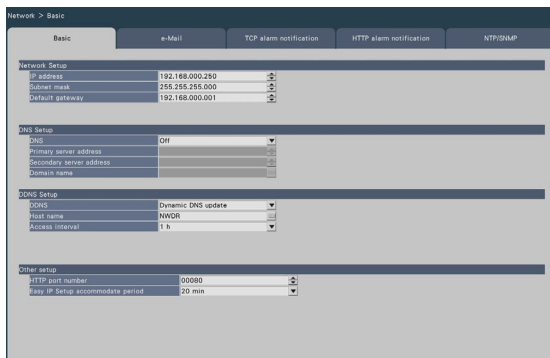 Network > Basic
Basic e-Mail TCP alarm notification HTTP alarm notification NTP/SNMP
Network Setup
IP address 192.168.000.250
Subnet mask 255.255.255.000
Default gateway 192.168.000.001
DNS Setup
DNS Off
Primary server address
Secondary server address
Domain name
DDNS Setup
DDNS Dynamic DNS update
Host name NWDR
Access interval 1 h
Other setup
HTTP port number 00080
Easy IP Setup accommodate period 20 min